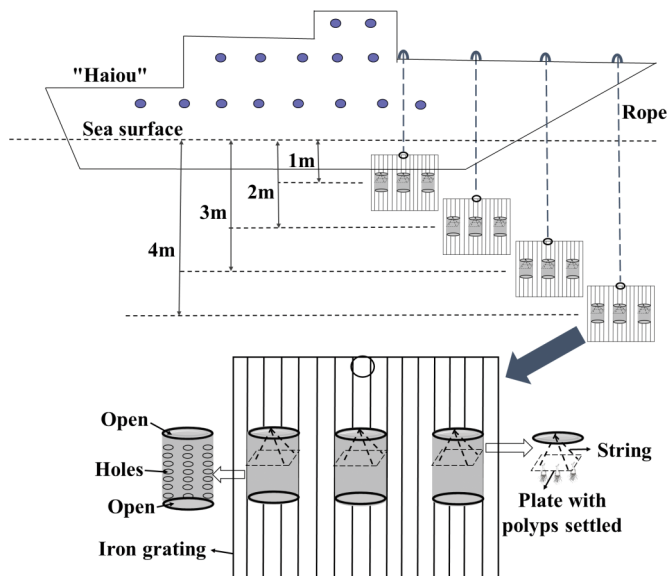 "Haiou"
Rope
Sea surface
1m
2m
3m
4m
Open
Holes
Open
Iron grating
String
Plate with
polyps settled